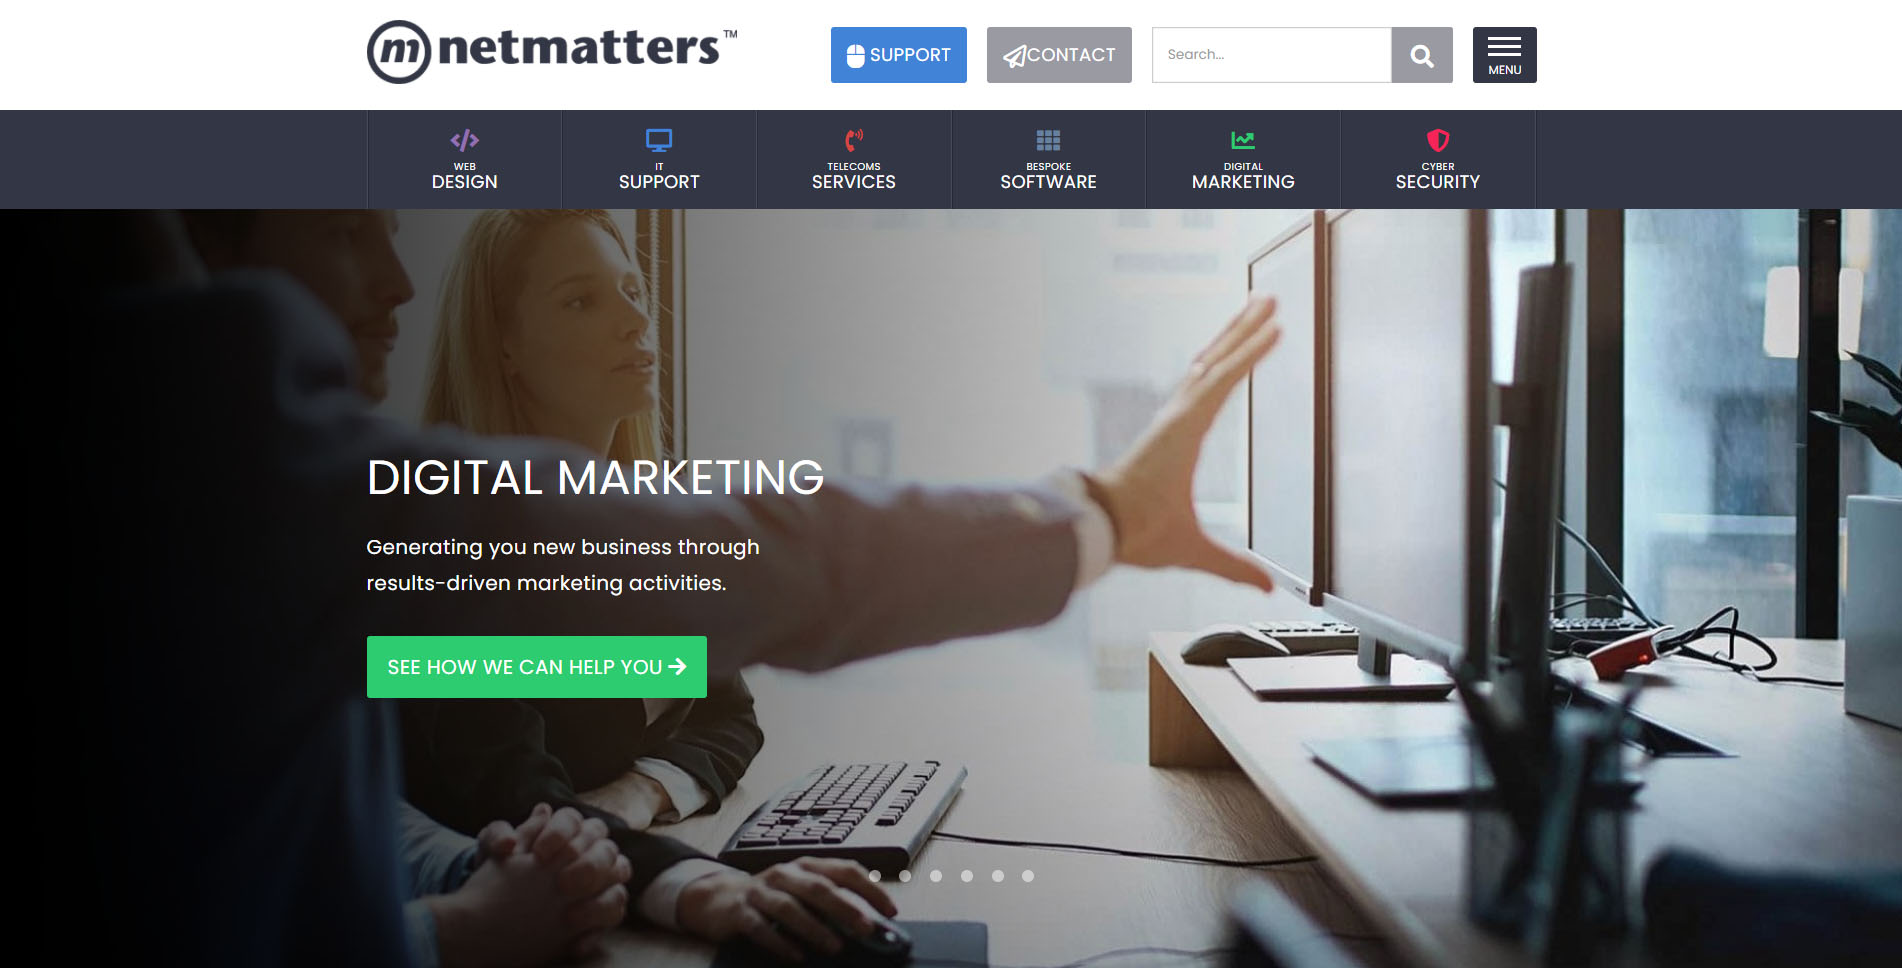 m netmatters™
SUPPORT
CONTACT
Search...
MENU
WEB
DESIGN
IT
SUPPORT
TELECOMS
SERVICES
BESPOKE
SOFTWARE
DIGITAL
MARKETING
CYBER
SECURITY
DIGITAL MARKETING
Generating you new business through
results-driven marketing activities.
SEE HOW WE CAN HELP YOU